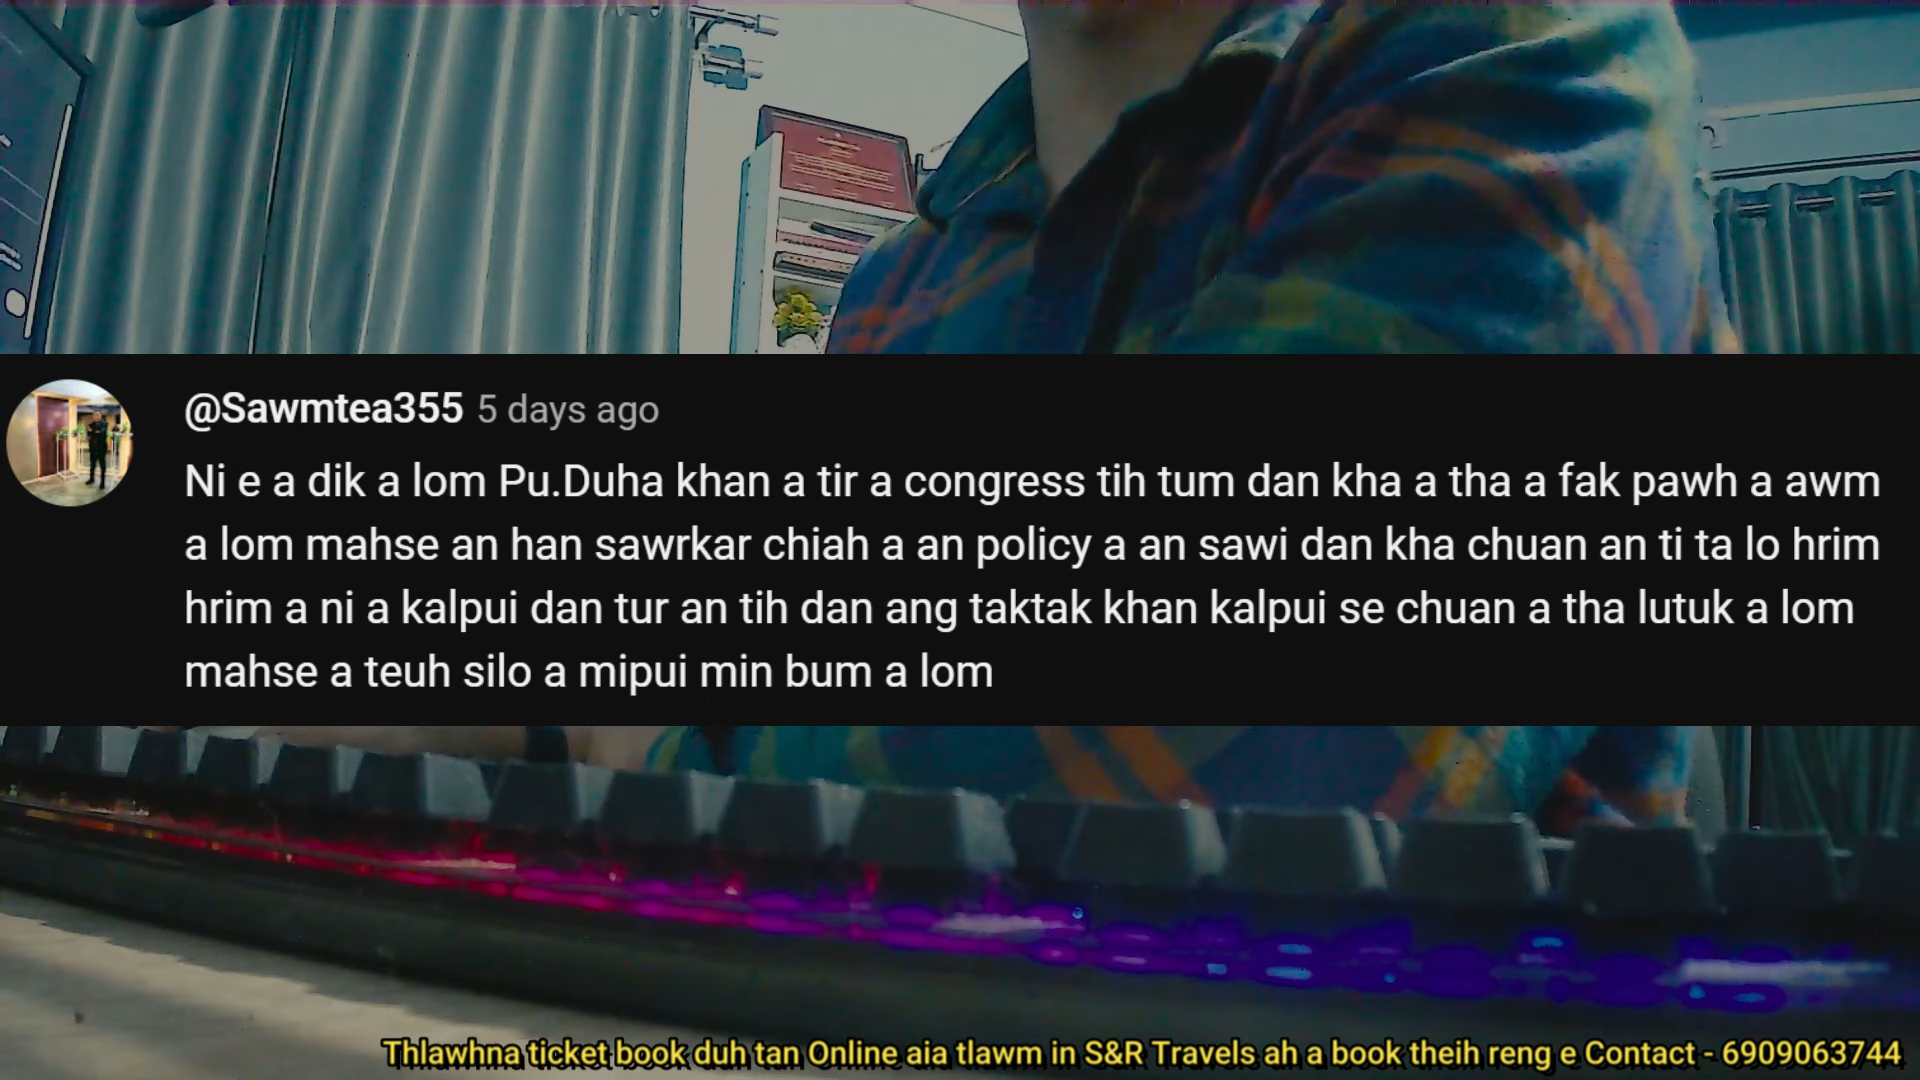 @Sawmtea355 5 days ago
Ni e a dik a lom Pu.Duha khan a tir a congress tih tum dan kha a tha a fak pawh a awm
a lom mahse an han sawrkar chiah a an policy a an sawi dan kha chuan an ti ta lo hrim
hrim a ni a kalpui dan tur an tih dan ang taktak khan kalpui se chuan a tha lutuk a lom
mahse a teuh silo a mipui min bum a lom
Thlawhna ticket book duh tan Online aia tlawm in S&R Travels ah a book theih reng e Contact - 6909063744